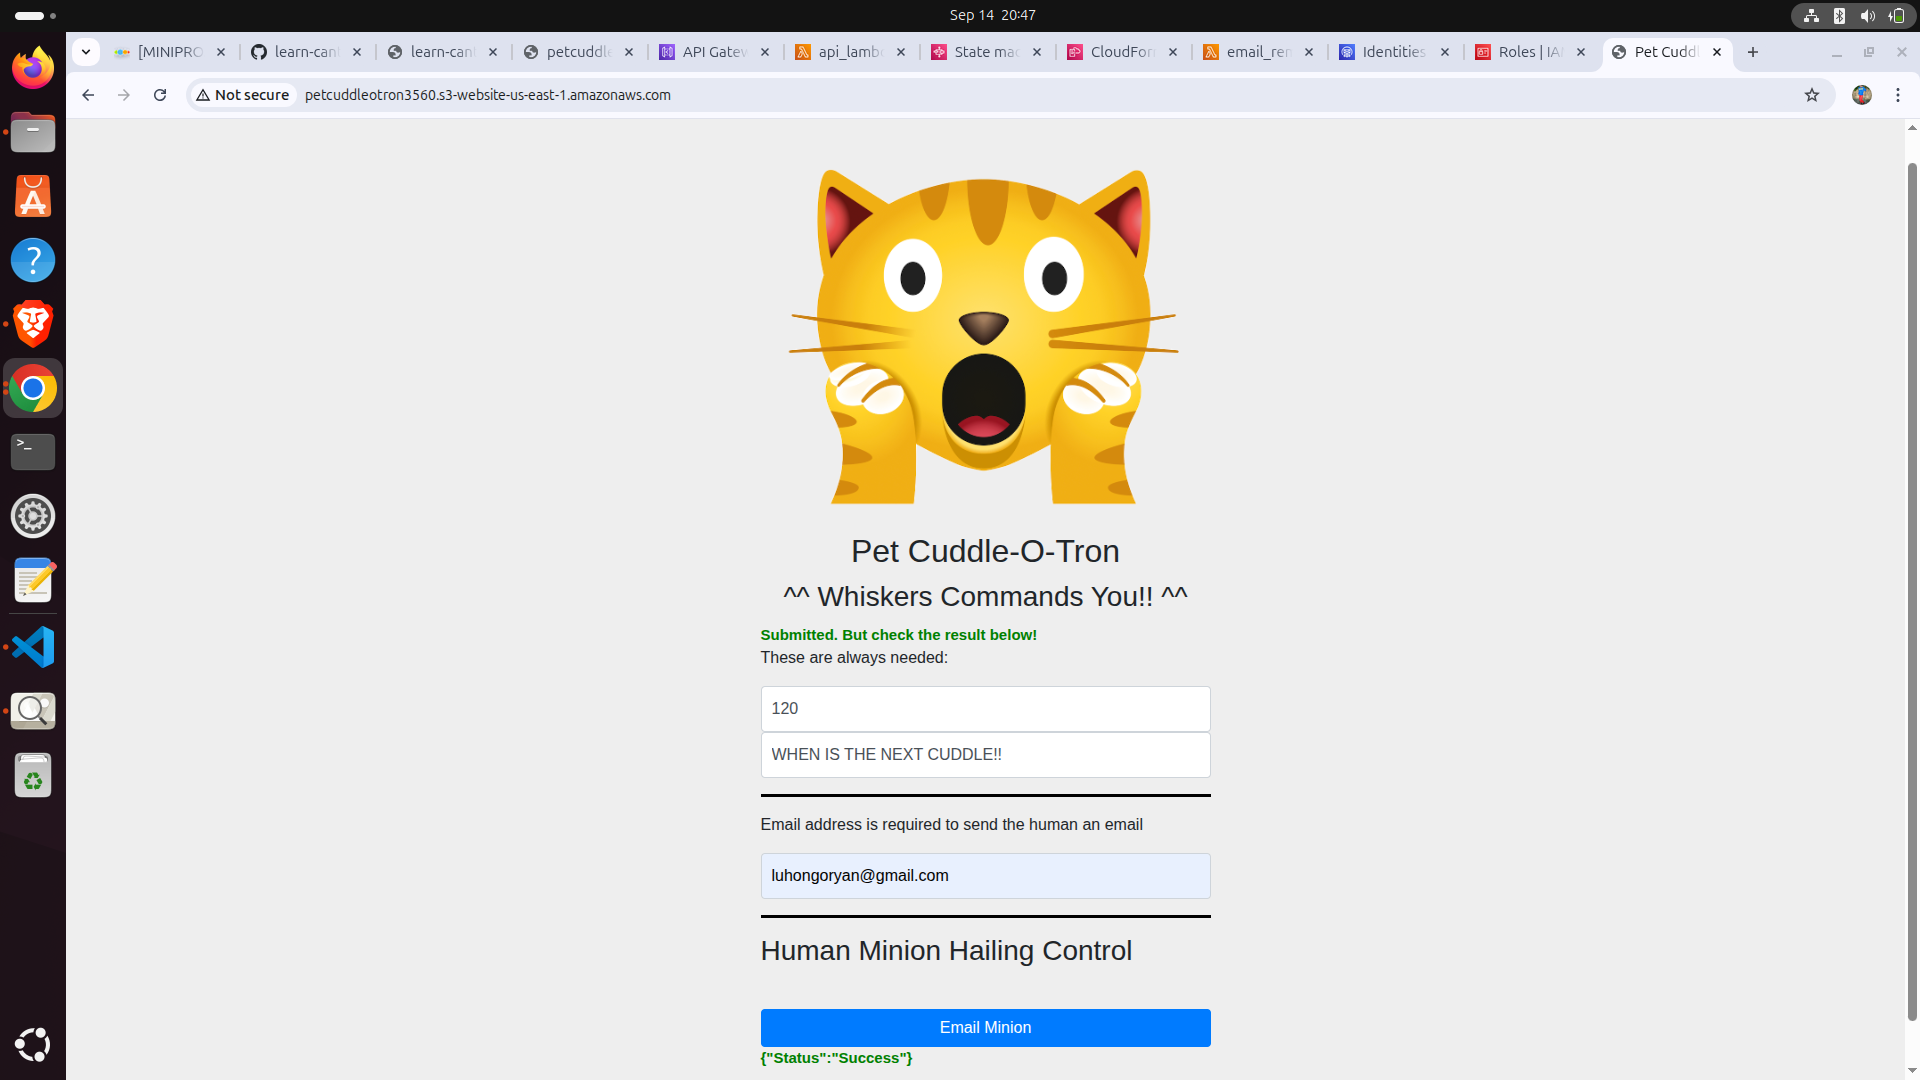 Sep 14 20:47
[MINIPRO
learn-can
learn-can
petcuddle
API Gatew
api_lamb
State mac
CloudFor
email_ren
Identities
Roles | IA
Pet Cuddl
Not secure
petcuddleotron3560.s3-website-us-east-1.amazonaws.com
Pet Cuddle-O-Tron
^^ Whiskers Commands You!! ^^
Submitted. But check the result below!
These are always needed:
120
WHEN IS THE NEXT CUDDLE!!
Email address is required to send the human an email
luhongoryan@gmail.com
Human Minion Hailing Control
Email Minion
{"Status":"Success"}